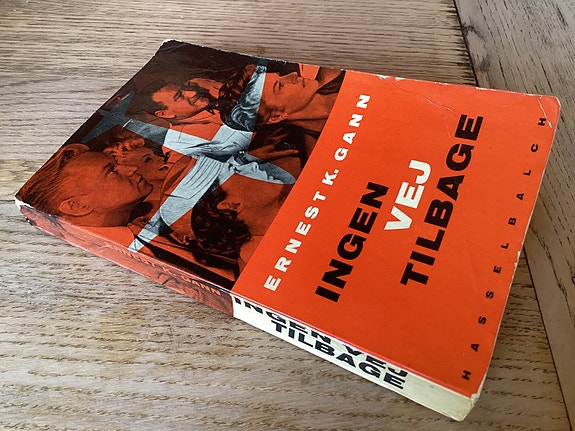 ERNEST K. GANN
INGEN
VEJ
TILBAGE
HASSELBALCH
INGEN VEJ
TILBAGE